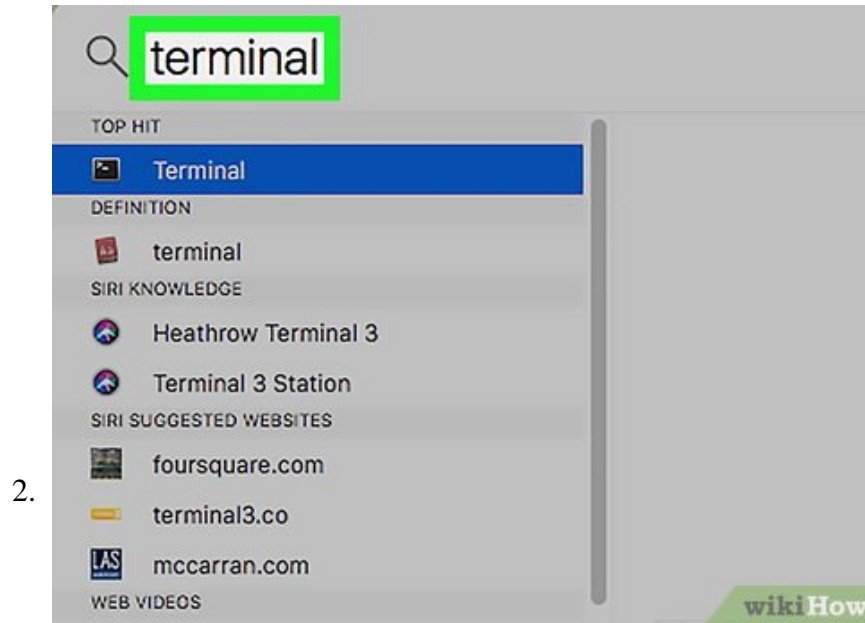 terminal
TOP HIT
Terminal
DEFINITION
terminal
SIRI KNOWLEDGE
Heathrow Terminal 3
Terminal 3 Station
SIRI SUGGESTED WEBSITES
foursquare.com
2.
terminal3.co
LAS
mccarran.com
WEB VIDEOS
wikiHow